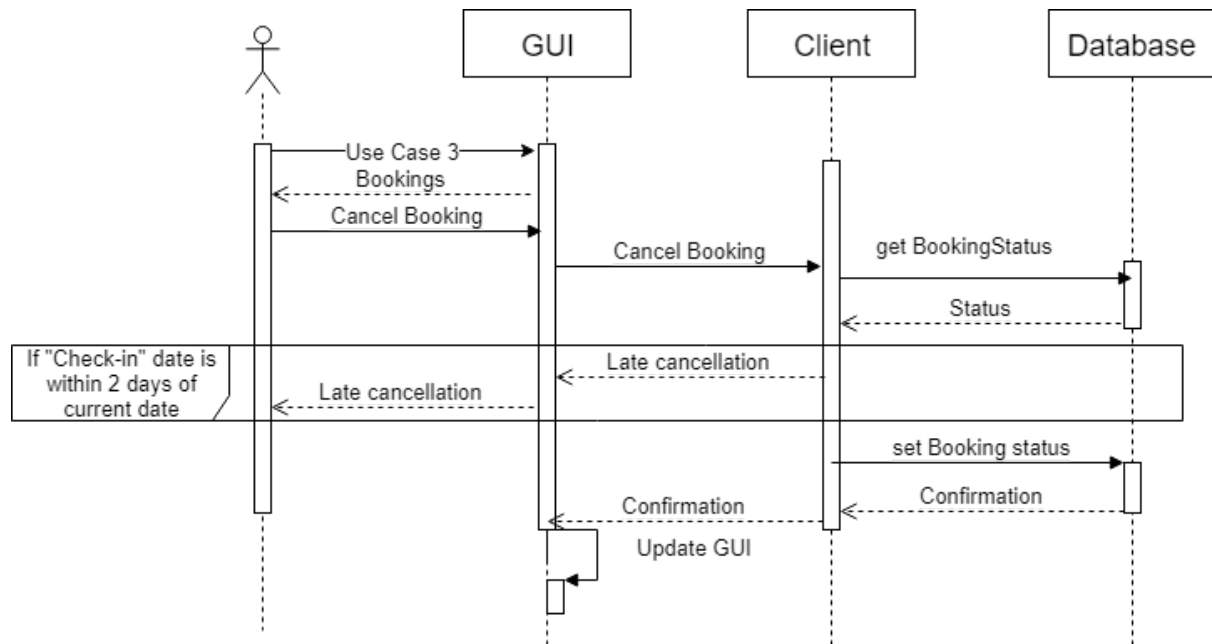 GUI
Client
Database
Use Case 3
Bookings
Cancel Booking
Cancel Booking
get BookingStatus
Status
If "Check-in" date is
within 2 days of
current date
Late cancellation
Late cancellation
set Booking status
Confirmation
Confirmation
Update GUI